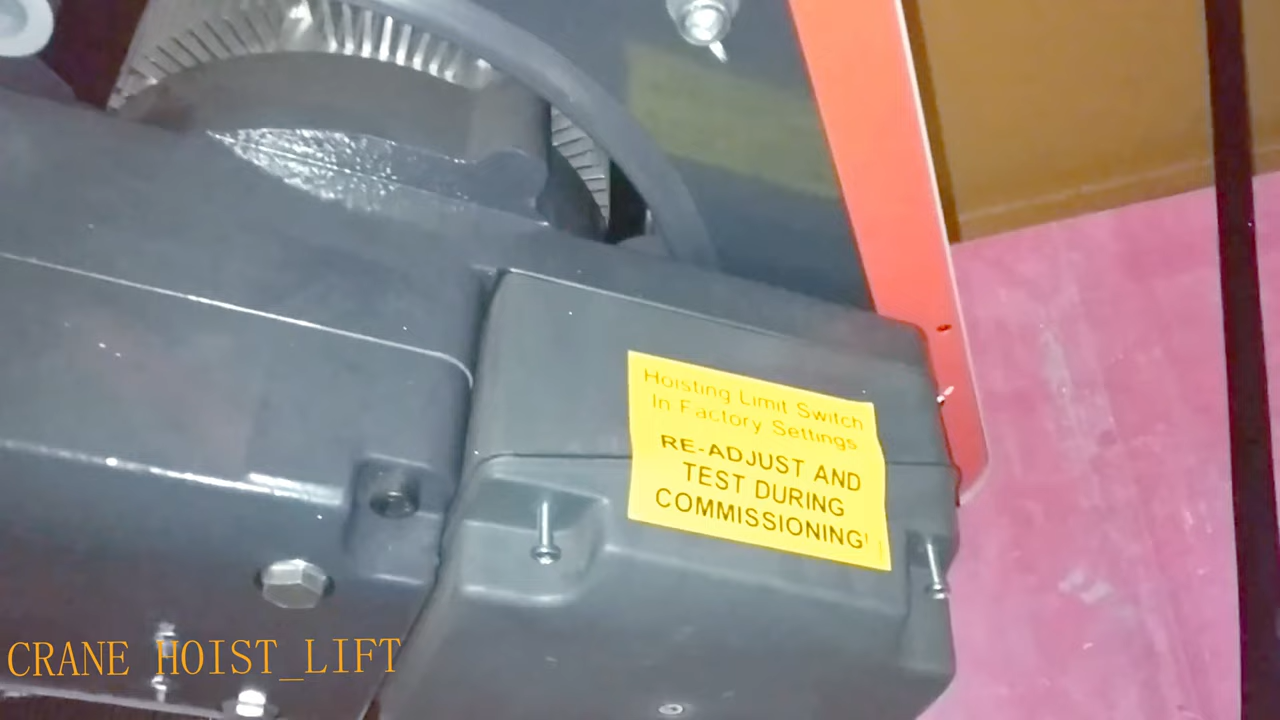 Hoisting Limit Switch
In Factory Settings
RE-ADJUST AND
TEST DURING
COMMISSIONING!
CRANE HOIST_LIFT